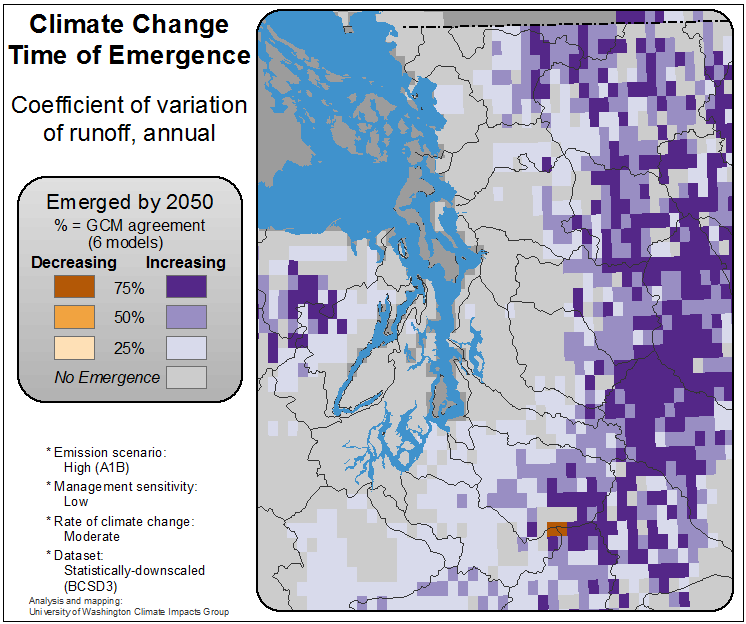 Climate Change
Time of Emergence
Coefficient of variation
of runoff, annual
Emerged by 2050
% = GCM agreement
(6 models)
Decreasing Increasing
75%
50%
25%
No Emergence
* Emission scenario:
High (A1B)
* Management sensitivity:
Low
* Rate of climate change:
Moderate
* Dataset:
Statistically-downscaled
(BCSD3)
Analysis and mapping:
University of Washington Climate Impacts Group